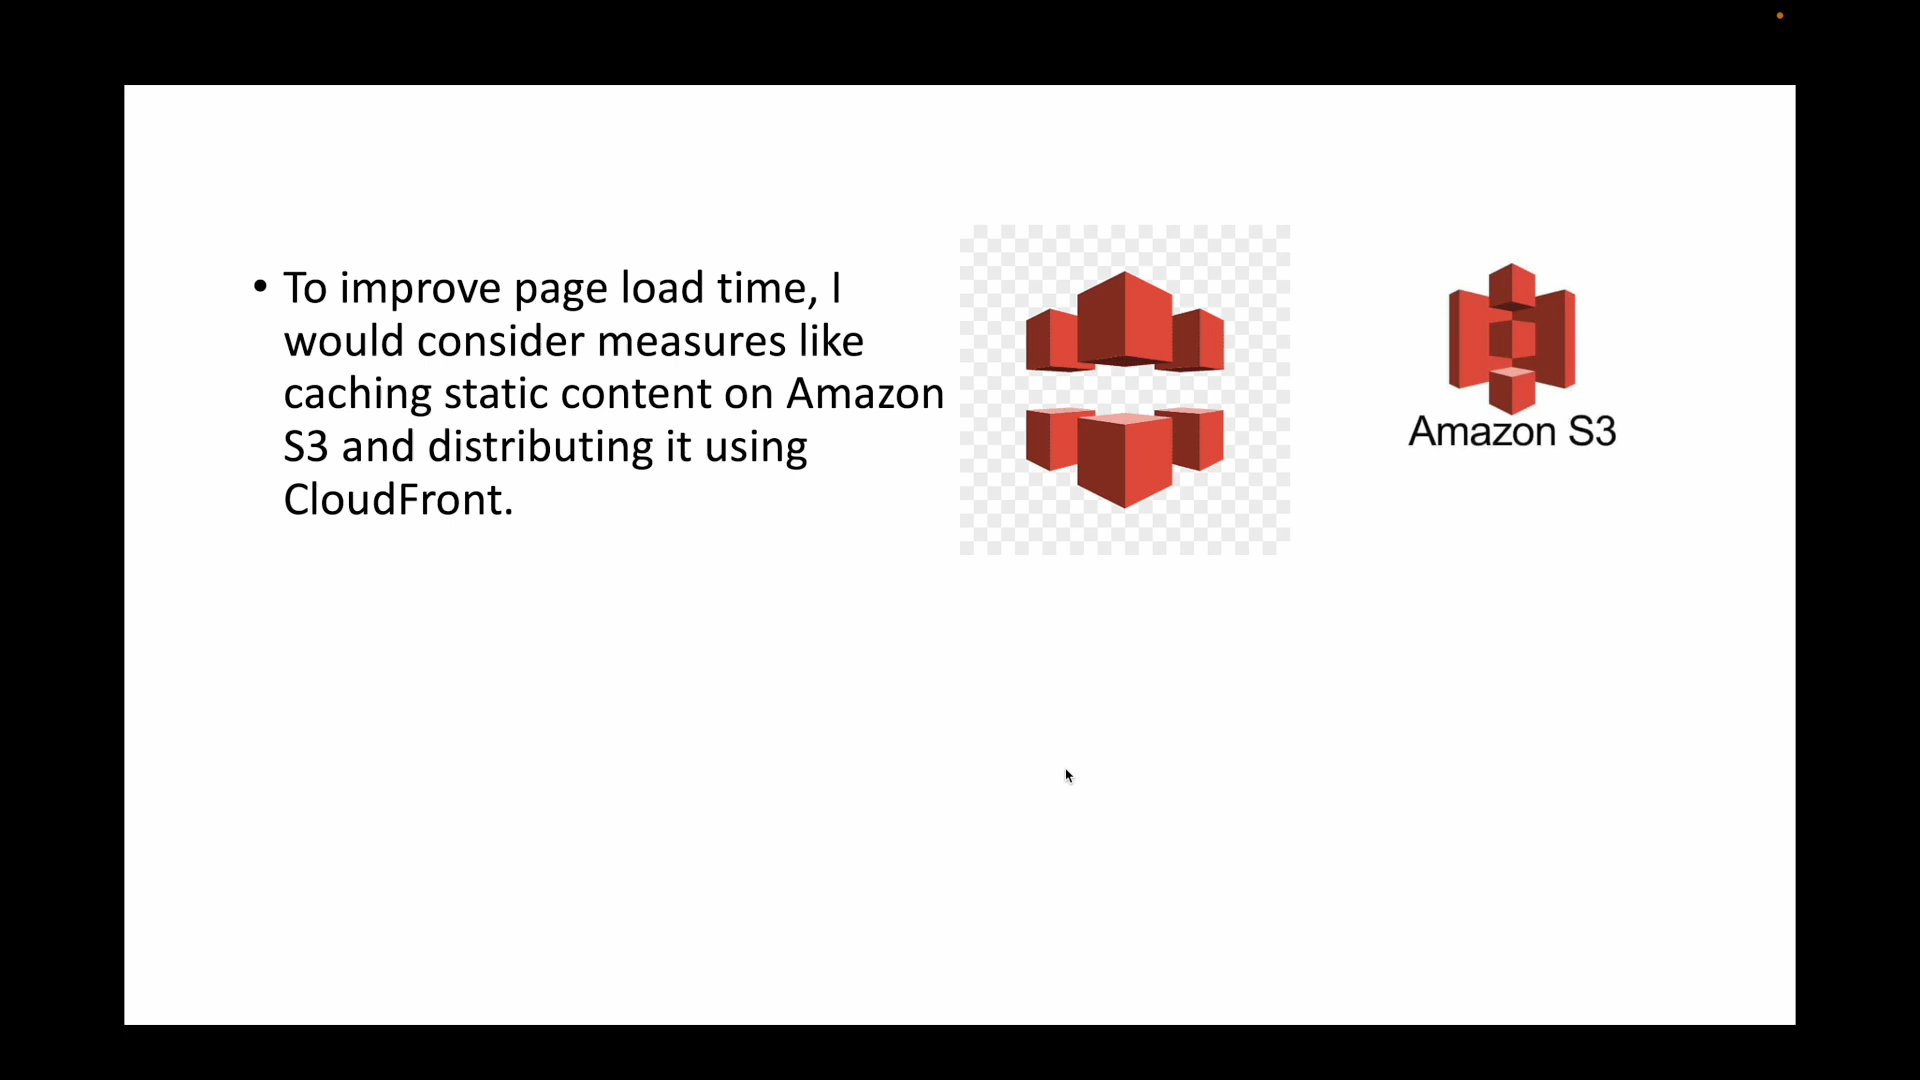 • To improve page load time, I
would consider measures like
caching static content on Amazon
S3 and distributing it using
CloudFront.
Amazon S3